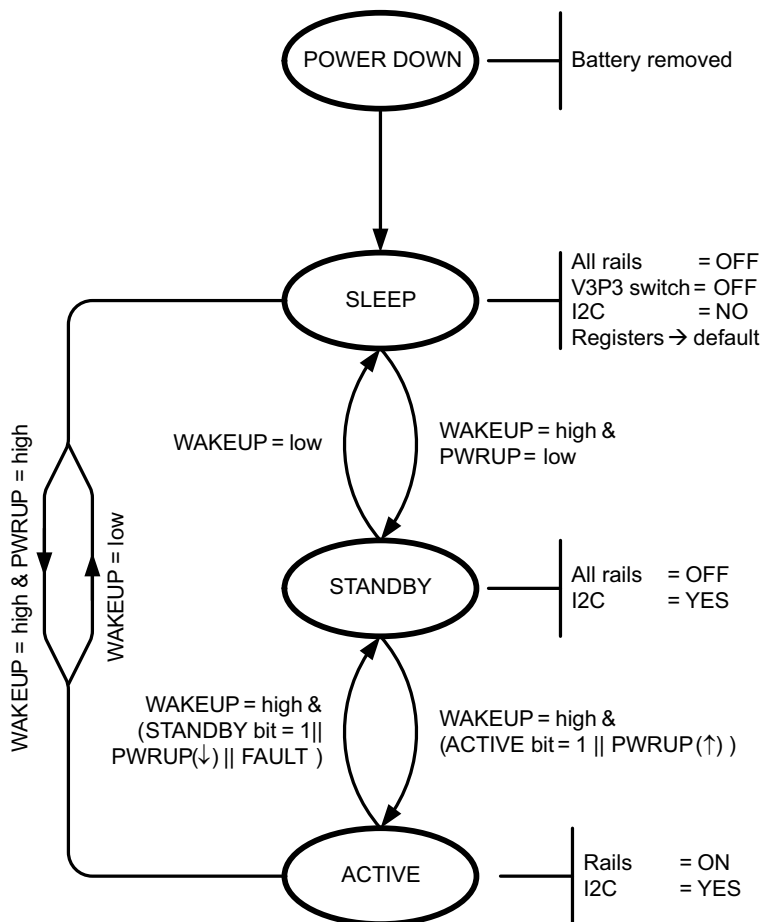 POWER DOWN
Battery removed
SLEEP
All rails = OFF
V3P3 switch = OFF
I2C = NO
Registers → default
WAKEUP = low
WAKEUP = high &
PWRUP = low
WAKEUP = high & PWRUP = high
WAKEUP = low
STANDBY
All rails = OFF
I2C = YES
WAKEUP = high &
(STANDBY bit = 1||
PWRUP(↓) || FAULT )
WAKEUP = high &
(ACTIVE bit = 1 || PWRUP(↑) )
ACTIVE
Rails = ON
I2C = YES